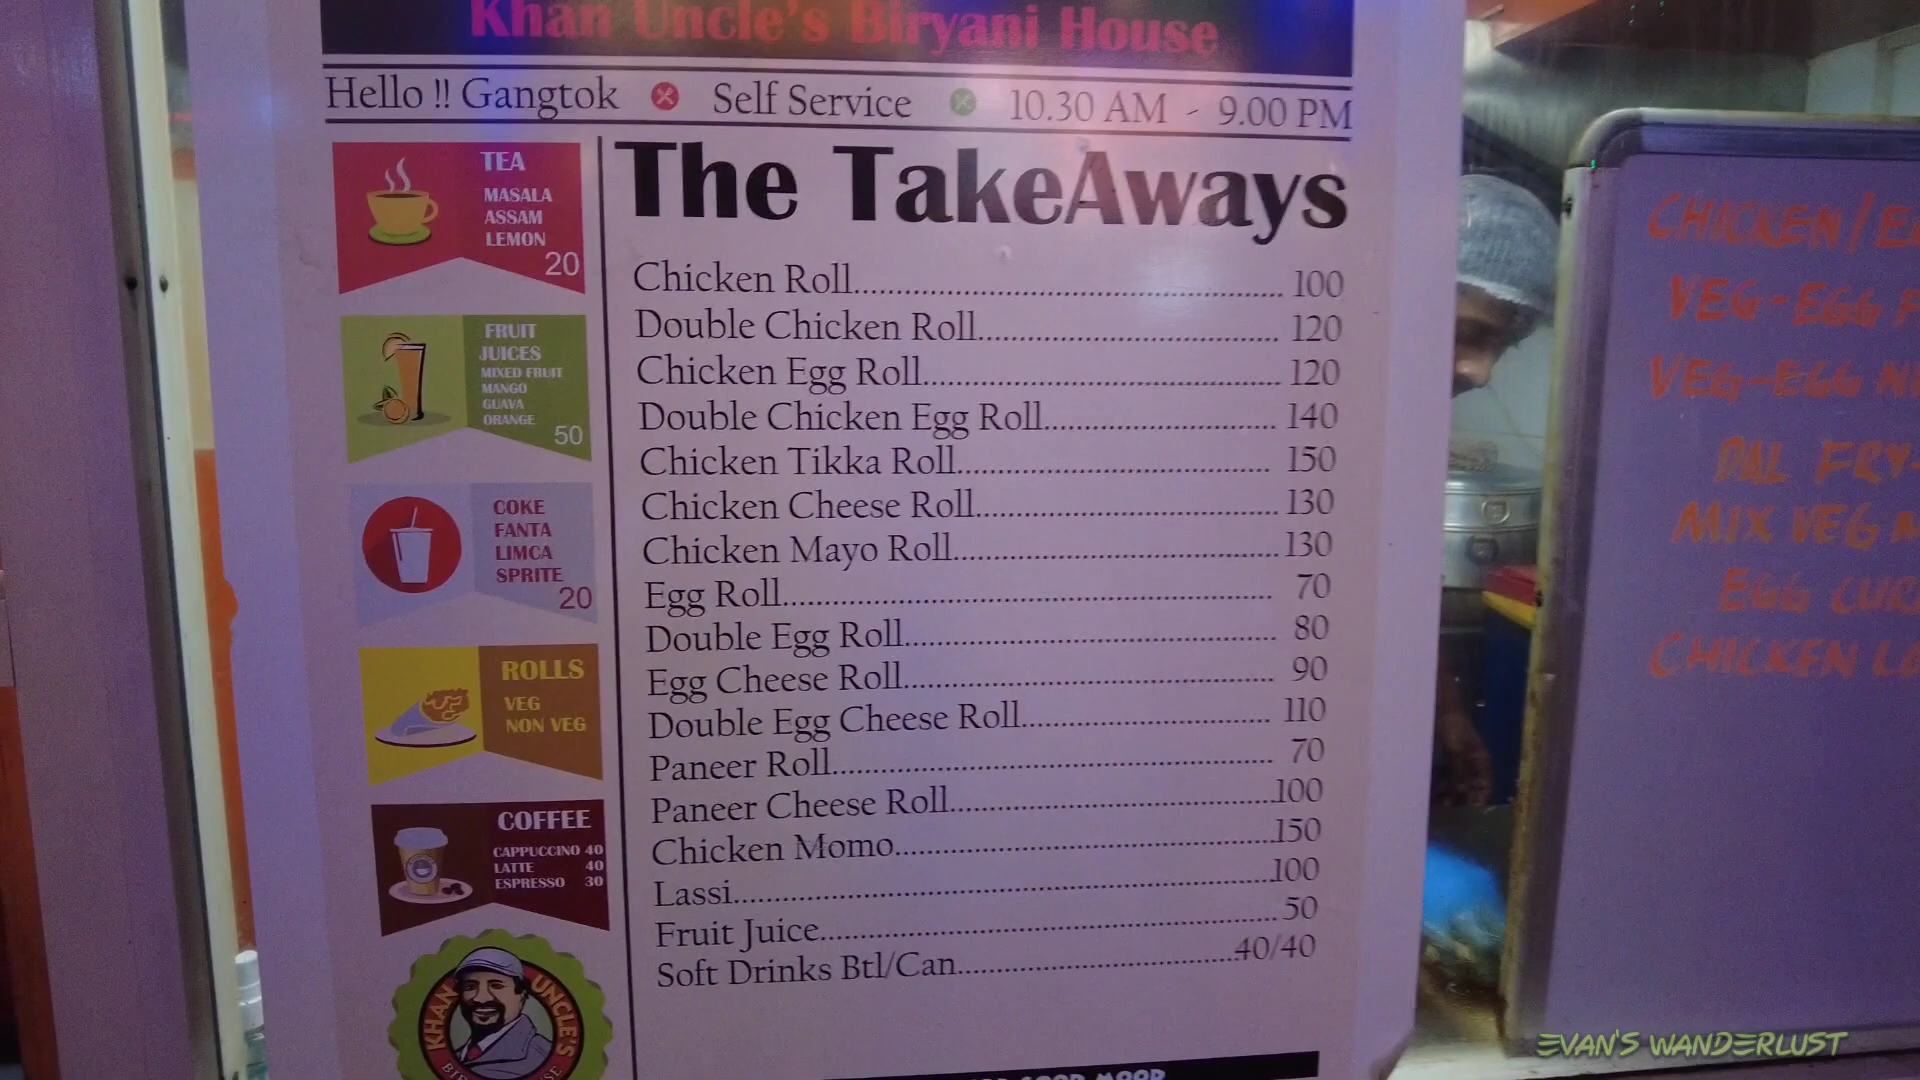 Khan Uncle's Biryani House
Hello !! Gangtok Self Service 10.30 AM - 9.00 PM
TEA
MASALA
ASSAM
LEMON
20
FRUIT
JUICES
MIXED FRUIT
MANGO
GUAVA
ORANGE
50
COKE
FANTA
LIMCA
SPRITE
20
ROLLS
VEG
NON VEG
COFFEE
CAPPUCCINO 40
LATTE 40
ESPRESSO 30
KHAN UNCLE'S
The TakeAways
Chicken Roll 100
Double Chicken Roll 120
Chicken Egg Roll 120
Double Chicken Egg Roll 140
Chicken Tikka Roll 150
Chicken Cheese Roll 130
Chicken Mayo Roll 130
Egg Roll 70
Double Egg Roll 80
Egg Cheese Roll 90
Double Egg Cheese Roll 110
Paneer Roll 70
Paneer Cheese Roll 100
Chicken Momo 150
Lassi 100
Fruit Juice 50
Soft Drinks Btl/Can 40/40
GOOD MOOD
CHICKEN/
VEG-EGG
VEG-EGG
DAL FRY-
MIX VEG
EGG
CHICKEN
EVAN'S WANDERLUST